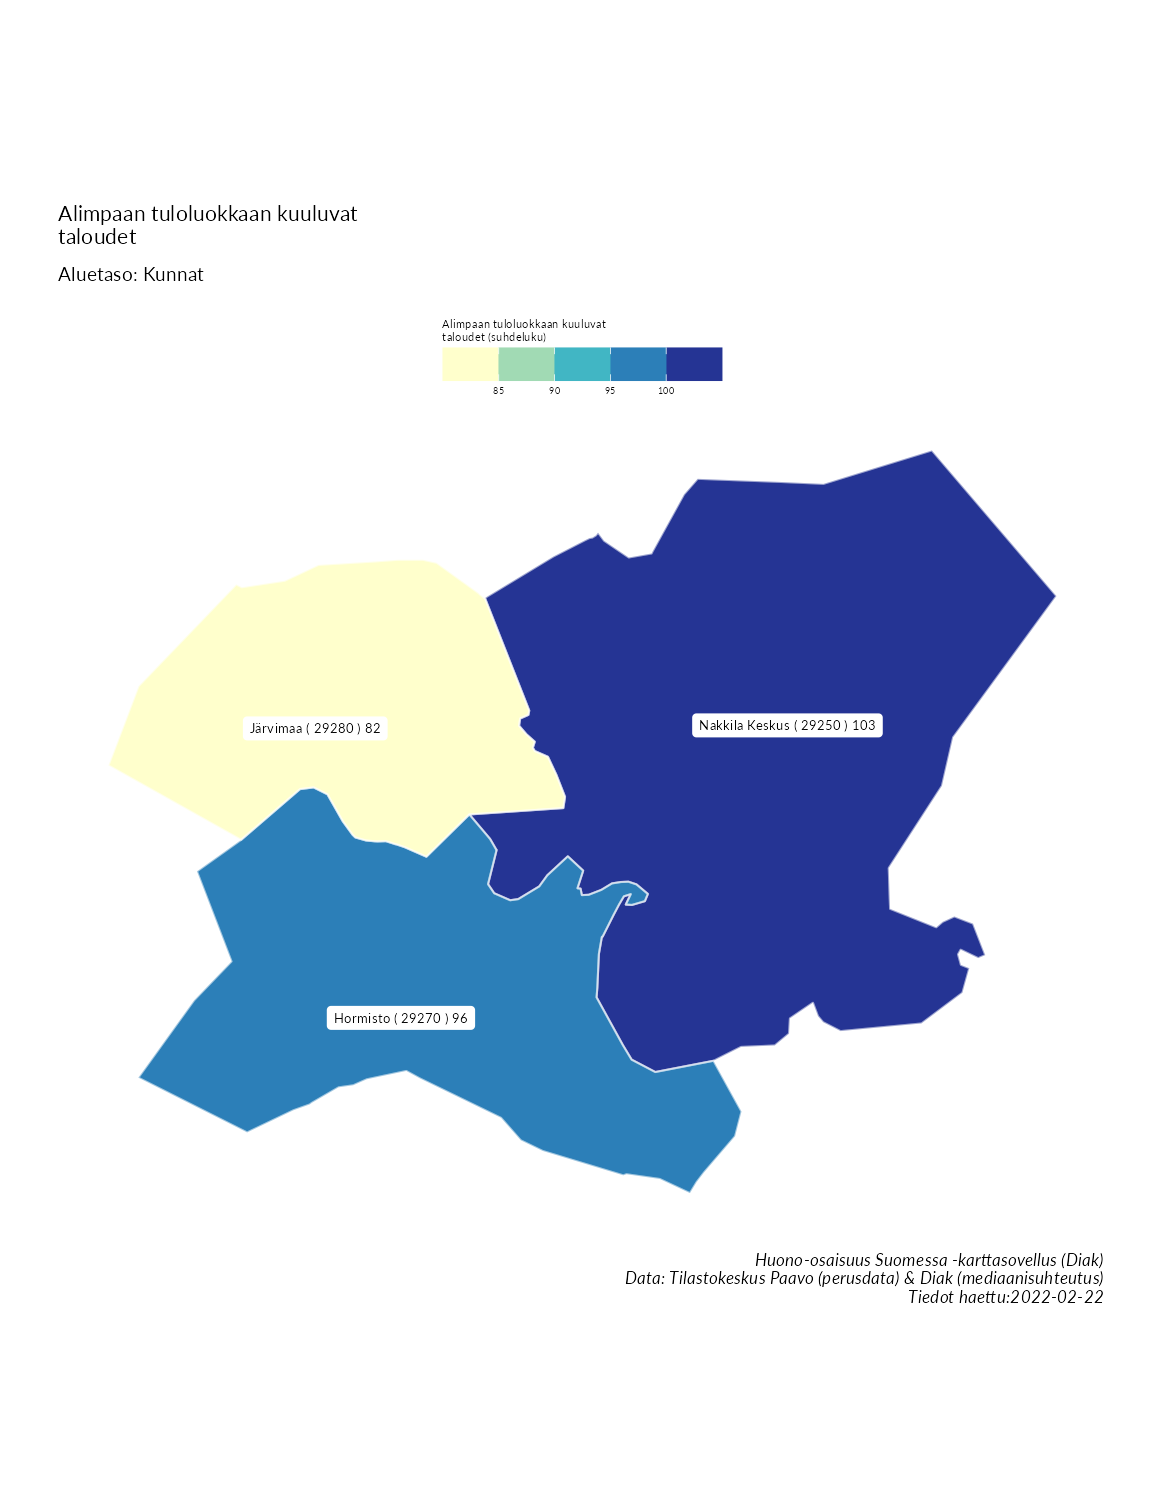 Alimpaan tuloluokkaan kuuluvat
taloudet
Aluetaso: Kunnat
Alimpaan tuloluokkaan kuuluvat
taloudet (suhdeluku)
85 90 95 100
Nakkila Keskus ( 29250 ) 103
Järvimaa ( 29280 ) 82
Hormisto ( 29270 ) 96
Huono-osaisuus Suomessa -karttasovellus (Diak)
Data: Tilastokeskus Paavo (perusdata) & Diak (mediaanisuhteutus)
Tiedot haettu:2022-02-22